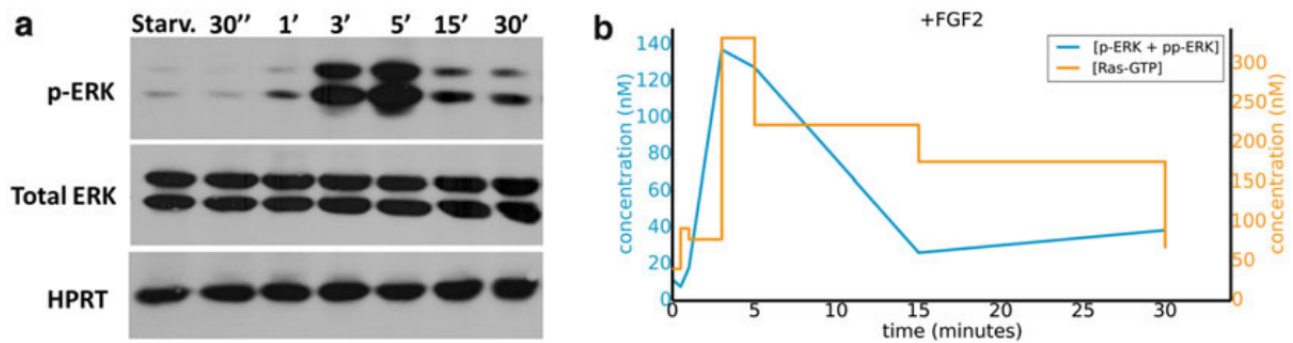 a
Starv. 30’’ 1’ 3’ 5’ 15’ 30’
p-ERK
Total ERK
HPRT
b
+FGF2
[p-ERK + pp-ERK]
[Ras-GTP]
concentration (nM)
140
120
100
80
60
40
20
0
0 5 10 15 20 25 30
time (minutes)
300
250
200
150
100
50
0
concentration (nM)